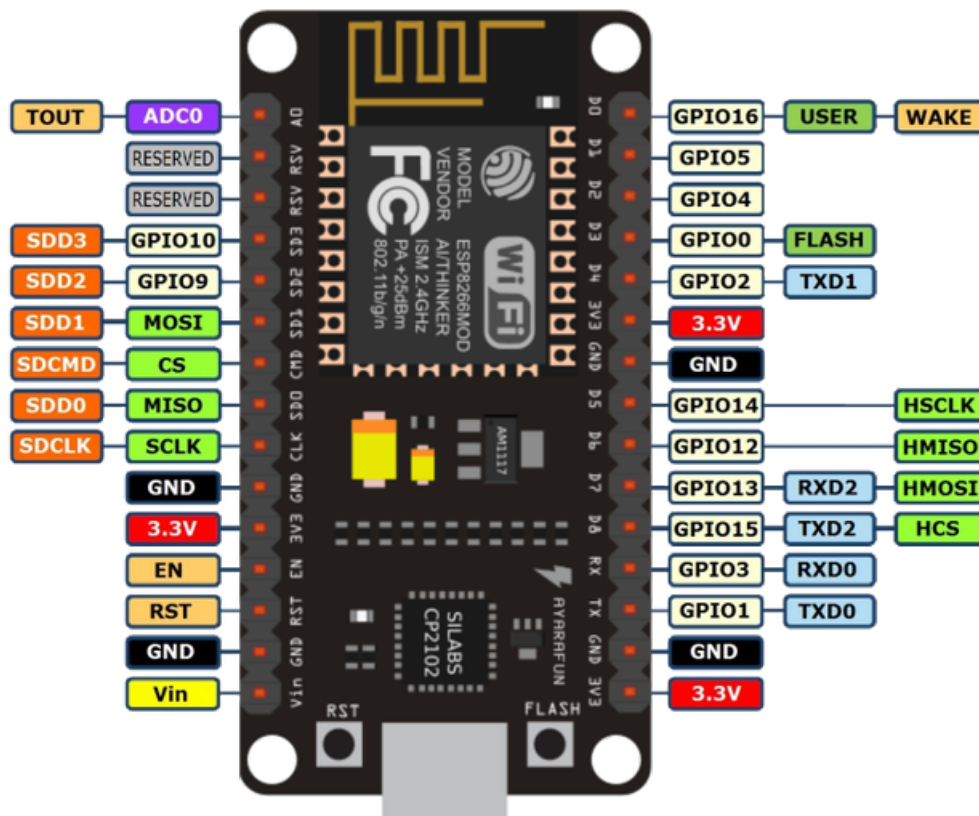 TOUT ADC0 A0 D0 GPIO16 USER WAKE
RESERVED RSV D1 GPIO5
RESERVED RSV D2 GPIO4
SDD3 GPIO10 SD3 D3 GPIO0 FLASH
SDD2 GPIO9 SD2 D4 GPIO2 TXD1
SDD1 MOSI SD1 3V3 3.3V
SDCMD CS CMD GND GND
SDD0 MISO SD0 D5 GPIO14 HSCLK
SDCLK SCLK CLK D6 GPIO12 HMISO
GND GND D7 GPIO13 RXD2 HMOSI
3.3V 3V3 D8 GPIO15 TXD2 HCS
EN EN RX GPIO3 RXD0
RST RST TX GPIO1 TXD0
GND GND GND GND
Vin Vin 3V3 3.3V
MODEL ESP8266MOD
VENDOR AI/THINKER
ISM 2.4GHz
PA +25dBm
802.11b/g/n
FC
Wi Fi
AM1117
SILABS
CP2102
AYARAFUN
RST
FLASH